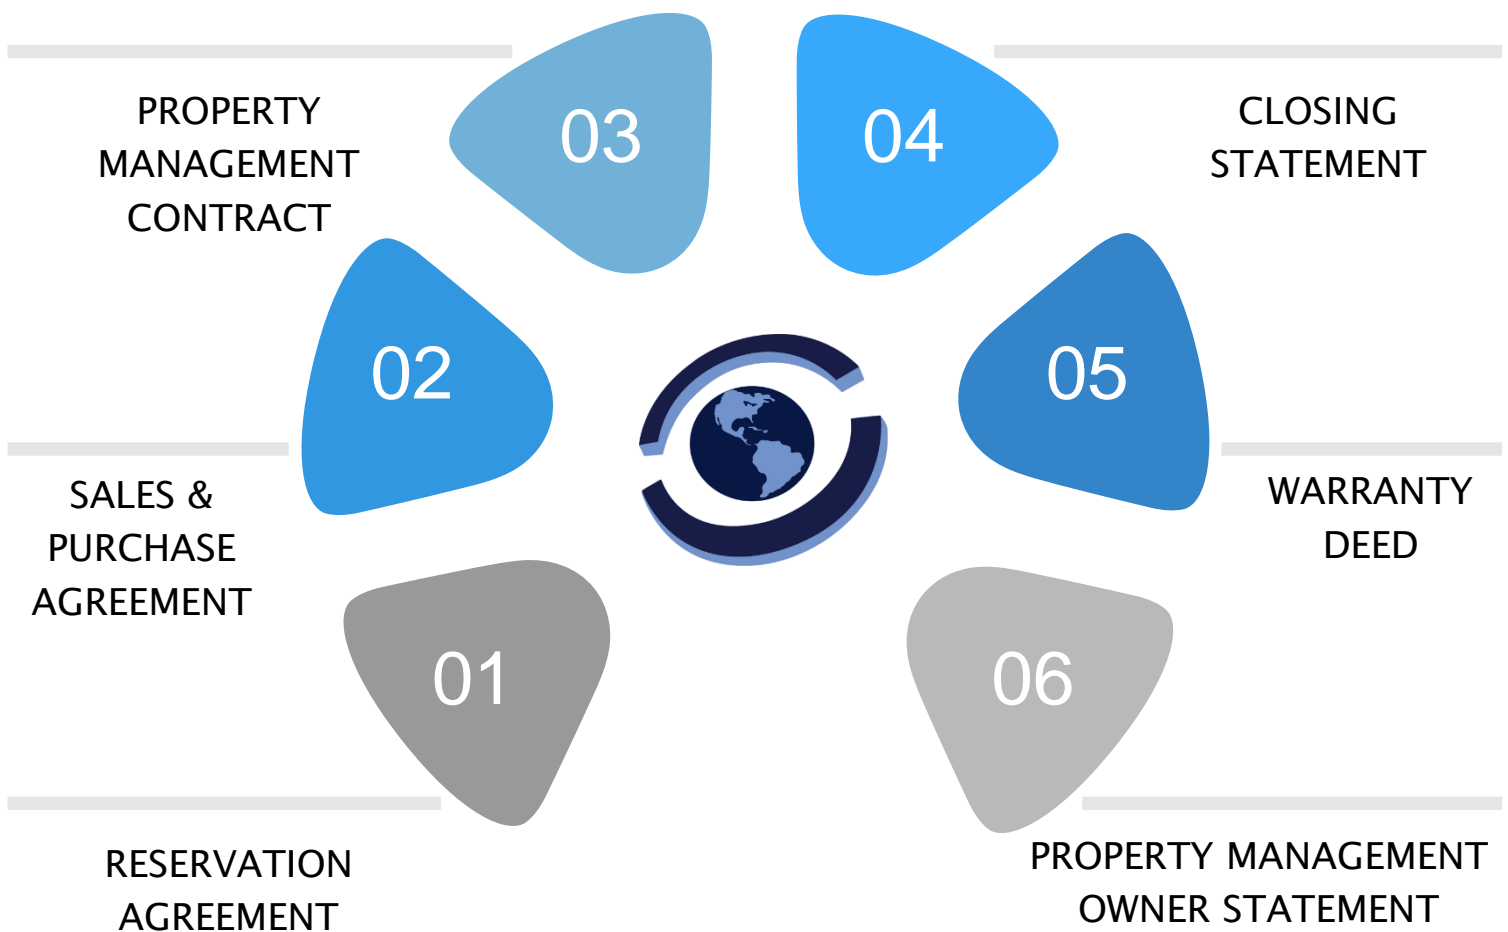 03
PROPERTY
MANAGEMENT
CONTRACT
04
CLOSING
STATEMENT
02
SALES &
PURCHASE
AGREEMENT
05
WARRANTY
DEED
01
RESERVATION
AGREEMENT
06
PROPERTY MANAGEMENT
OWNER STATEMENT